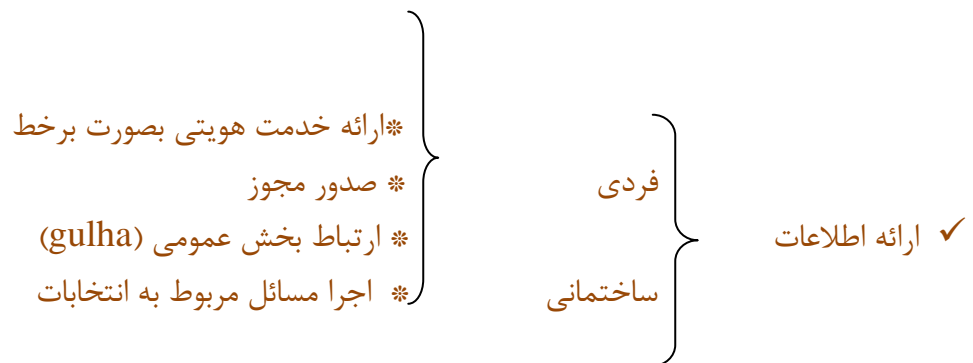 ✓ ارائه اطلاعات
فردی
ساختمانی
*ارائه خدمت هویتی بصورت برخط
* صدور مجوز
* ارتباط بخش عمومی (gulha)
* اجرا مسائل مربوط به انتخابات